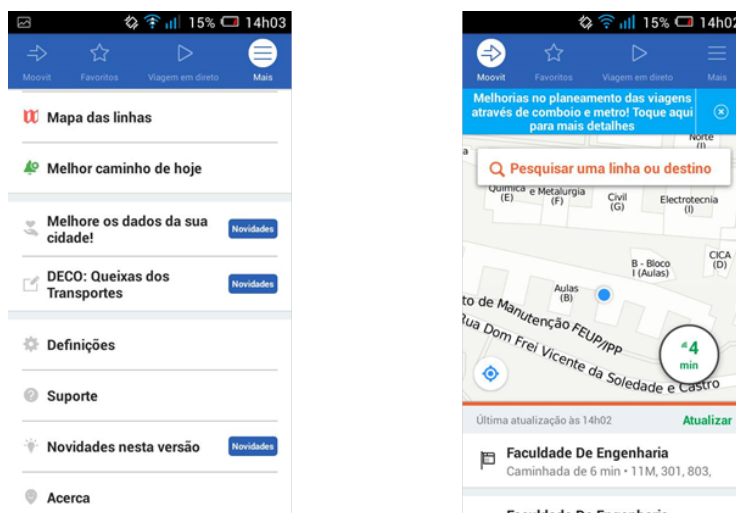 15% 14h03
Moovit Favoritos Viagem em direto Mais
Mapa das linhas
Melhor caminho de hoje
Melhore os dados da sua
cidade!
Novidades
DECO: Queixas dos
Transportes
Novidades
Definições
Suporte
Novidades nesta versão
Novidades
Acerca
15% 14h02
Moovit Favoritos Viagem em direto Mais
Melhorias no planeamento das viagens
através de comboio e metro! Toque aqui
para mais detalhes
Norte
(I)
a
Pesquisar uma linha ou destino
Química
(E)
e Metalurgia
(F)
Civil
(G)
Electrotecnia
(I)
B - Bloco
I (Aulas)
CICA
(D)
Aulas
(B)
to de Manutenção FEUP/IPP
Rua Dom Frei Vicente da Soledade e Castro
4
min
Última atualização às 14h02 Atualizar
Faculdade De Engenharia
Caminhada de 6 min • 11M, 301, 803,
Faculdade De Engenharia